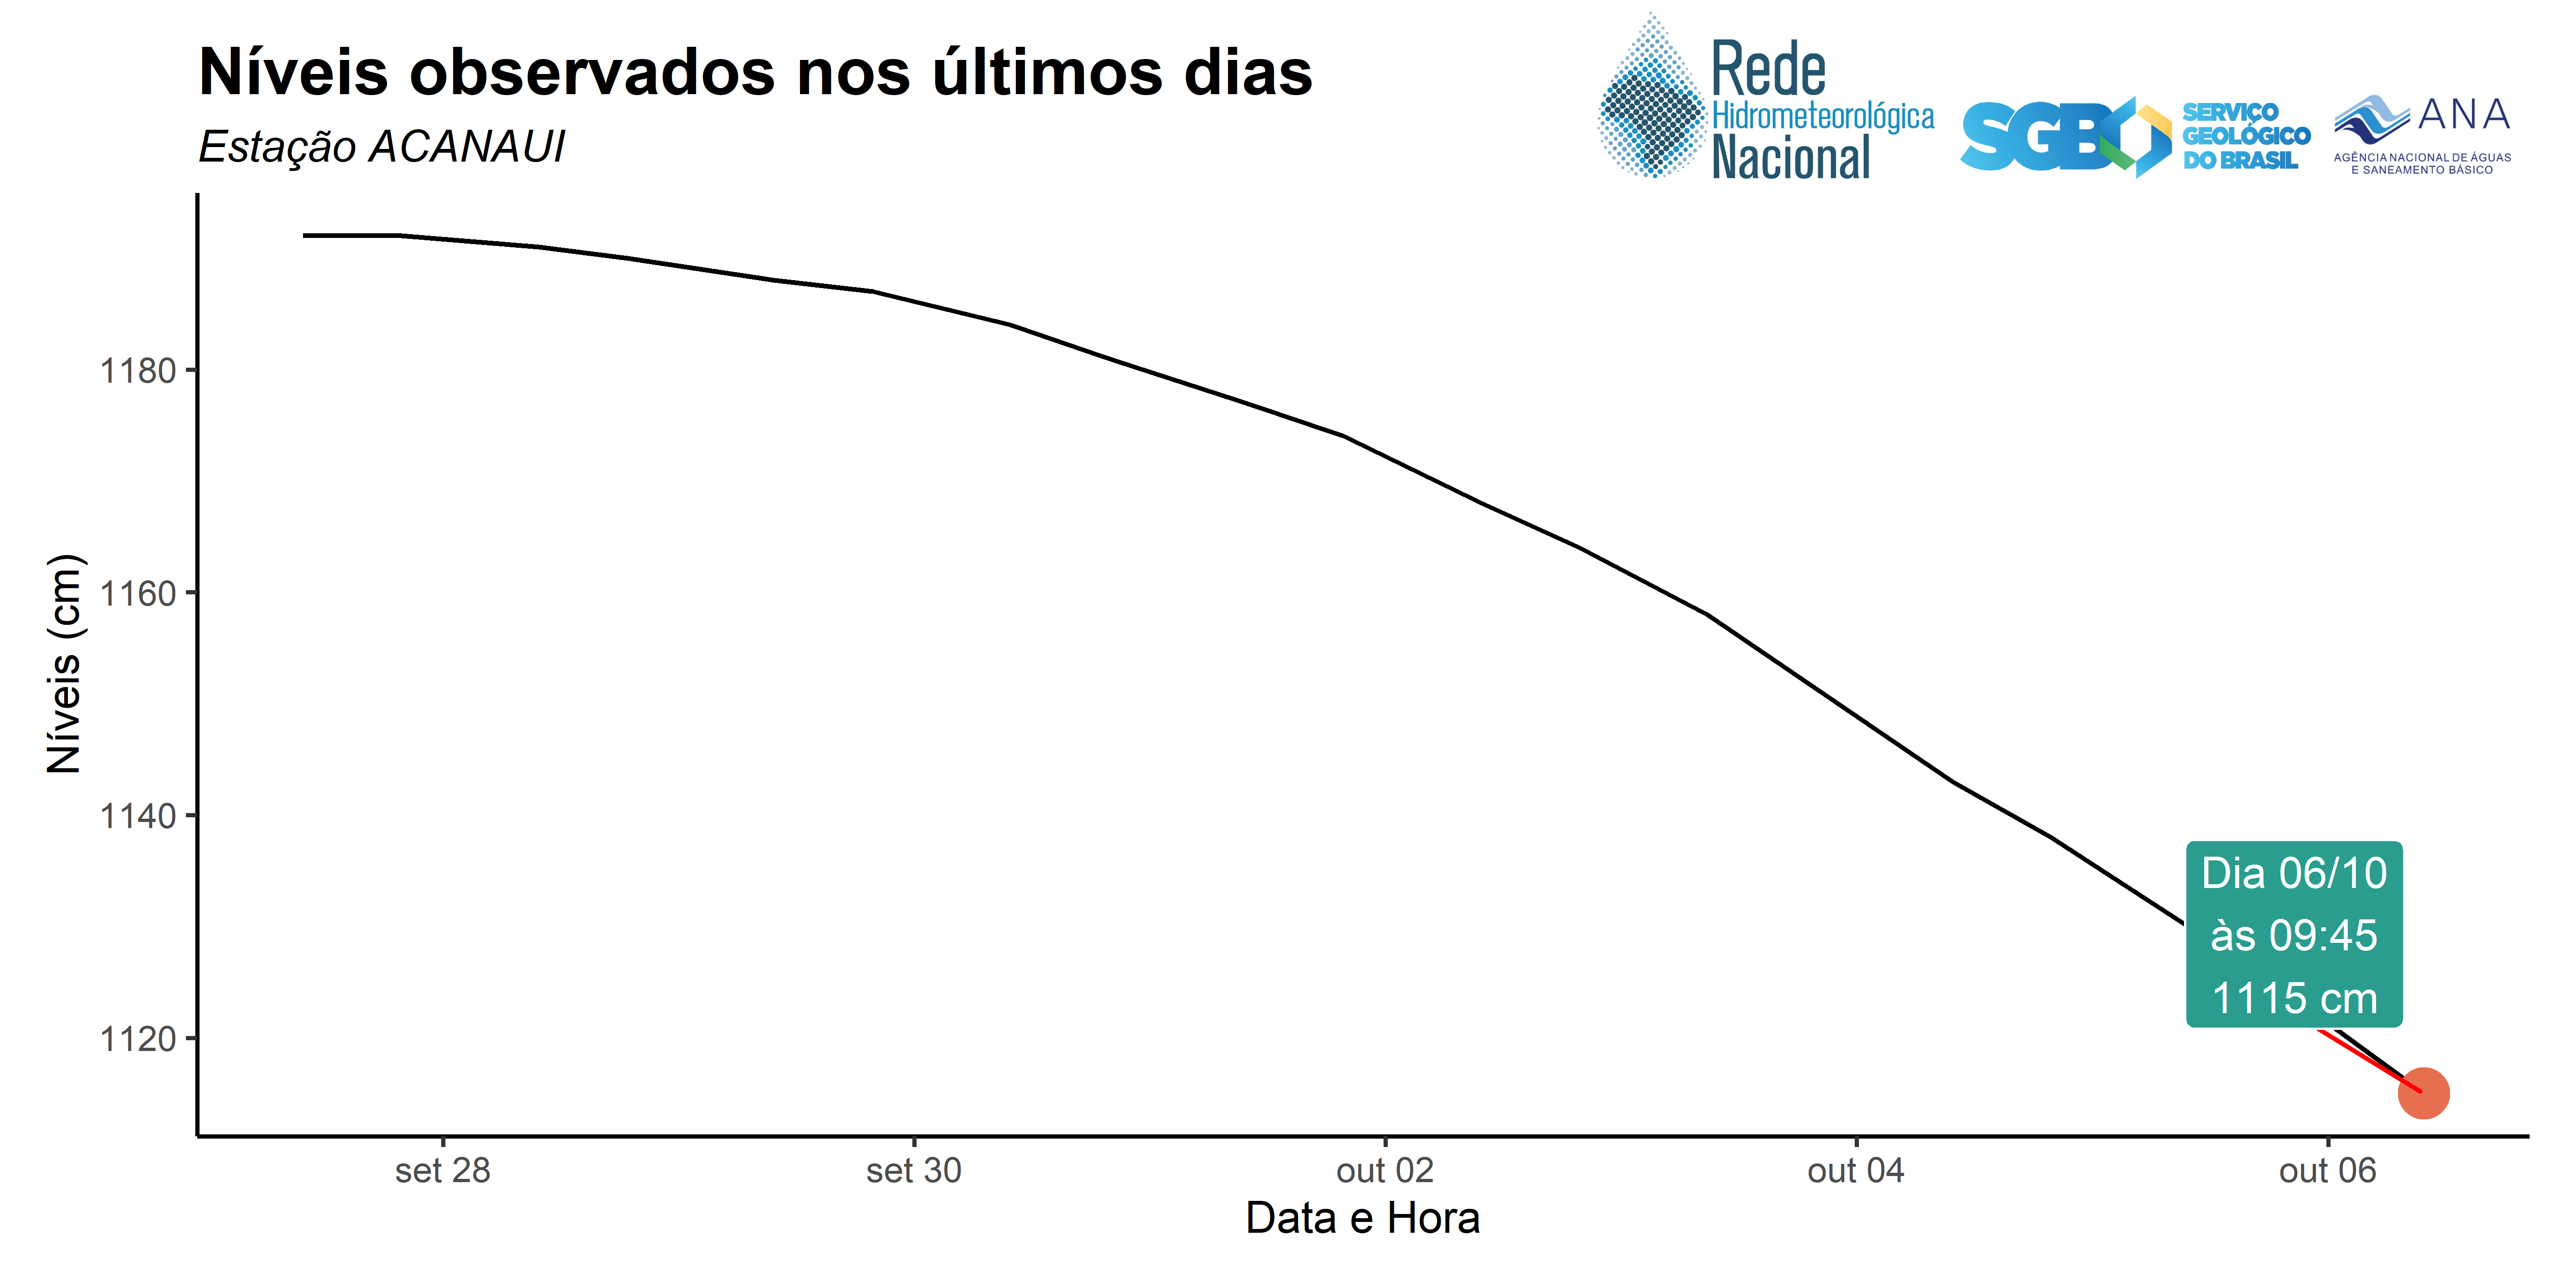 Níveis observados nos últimos dias
Estação ACANAUI
Rede
Hidrometeorológica
Nacional
SGB
SERVIÇO
GEOLÓGICO
DO BRASIL
ANA
AGÊNCIA NACIONAL DE ÁGUAS
E SANEAMENTO BÁSICO
Níveis (cm)
1180
1160
1140
1120
Dia 06/10
às 09:45
1115 cm
set 28
set 30
out 02
out 04
out 06
Data e Hora